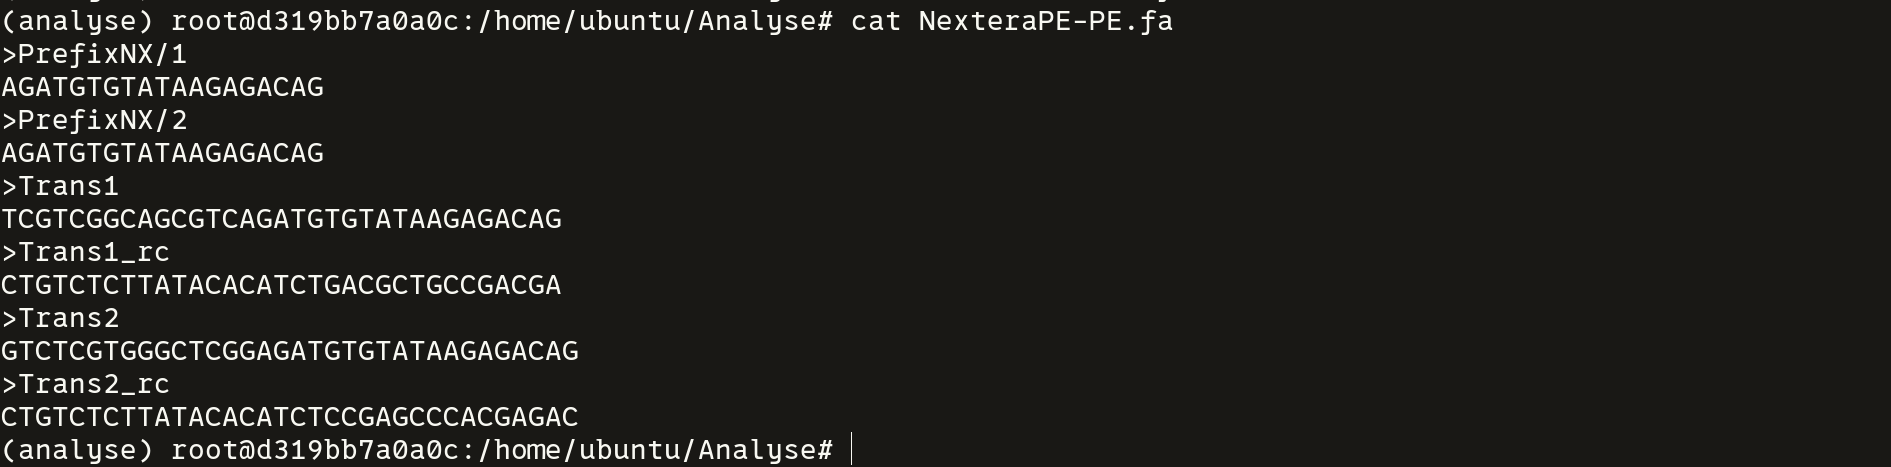 (analyse) root@d319bb7a0a0c:/home/ubuntu/Analyse# cat NexteraPE-PE.fa
>PrefixNX/1
AGATGTGTATAAGAGACAG
>PrefixNX/2
AGATGTGTATAAGAGACAG
>Trans1
TCGTCGGCAGCGTCAGATGTGTATAAGAGACAG
>Trans1_rc
CTGTCTCTTATACACATCTGACGCTGCCGACGA
>Trans2
GTCTCGTGGGCTCGGAGATGTGTATAAGAGACAG
>Trans2_rc
CTGTCTCTTATACACATCTCCGAGCCCACGAGAC
(analyse) root@d319bb7a0a0c:/home/ubuntu/Analyse#